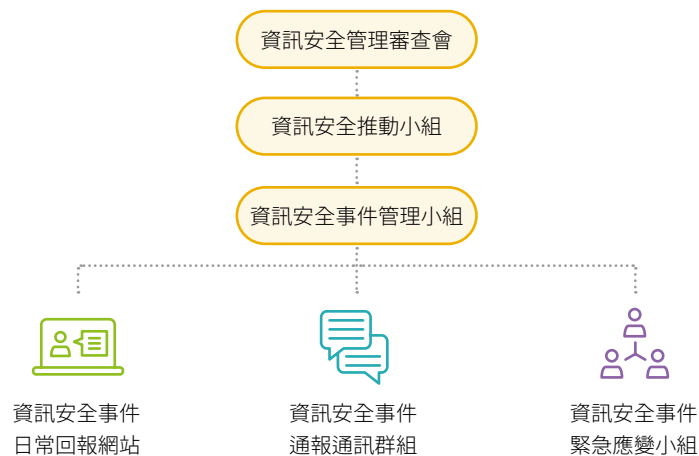 資訊安全管理審查會
資訊安全推動小組
資訊安全事件管理小組
資訊安全事件
日常回報網站
資訊安全事件
通報通訊群組
資訊安全事件
緊急應變小組